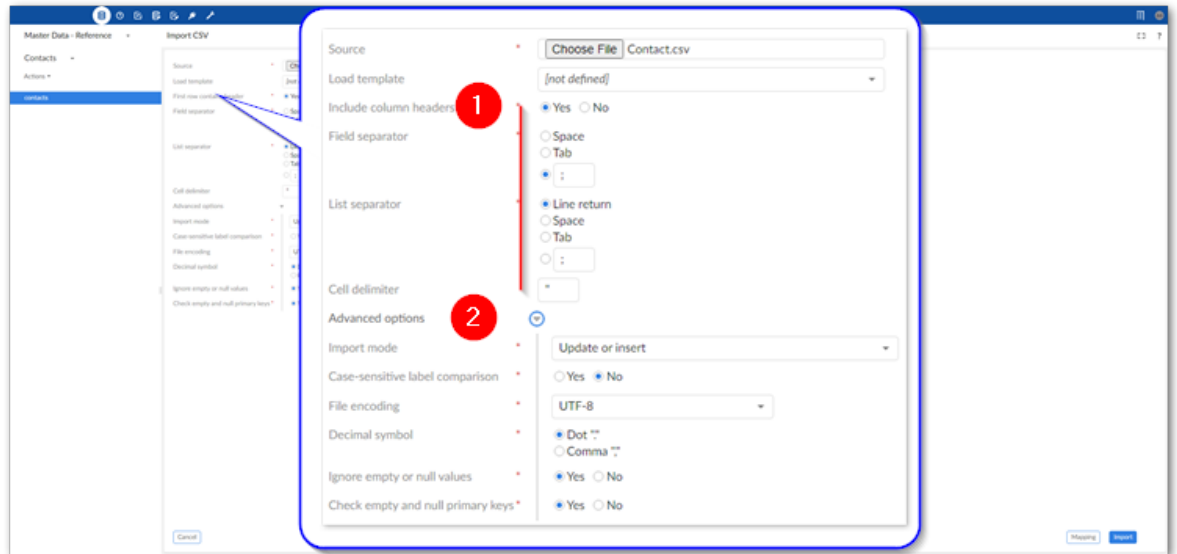 Master Data - Reference
Import CSV
?
Contacts
Actions
contacts
Source *
Load template
First row contains header *
Field separator *
List separator *
Cell delimiter
"
Advanced options
Import mode *
Case-sensitive label comparison *
File encoding *
Decimal symbol *
Ignore empty or null values *
Check empty and null primary keys *
Cancel
Mapping
Import
Source * Choose File Contact.csv
Load template [not defined]
Include column headers 1 * Yes No
Field separator * Space
Tab
;
List separator * Line return
Space
Tab
;
Cell delimiter "
Advanced options 2
Import mode * Update or insert
Case-sensitive label comparison * Yes No
File encoding * UTF-8
Decimal symbol * Dot "."
Comma ","
Ignore empty or null values * Yes No
Check empty and null primary keys * Yes No